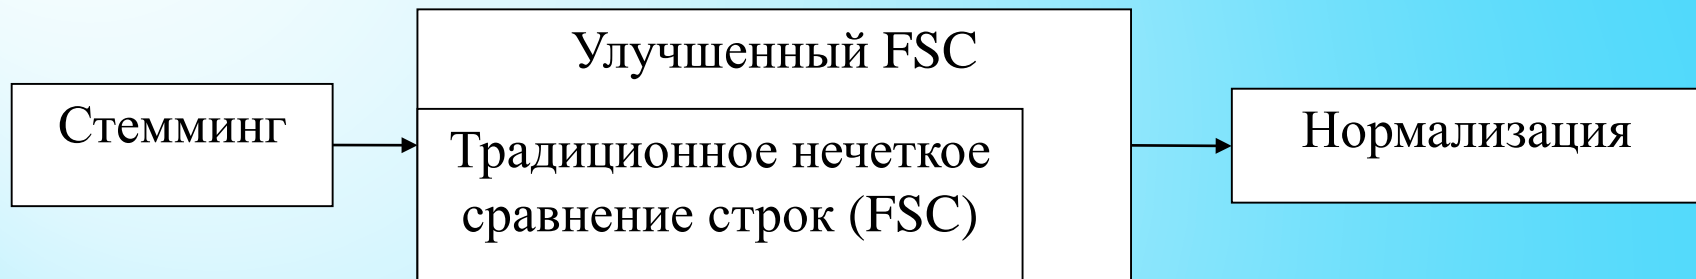 Стемминг
Улучшенный FSC
Традиционное нечеткое
сравнение строк (FSC)
Нормализация